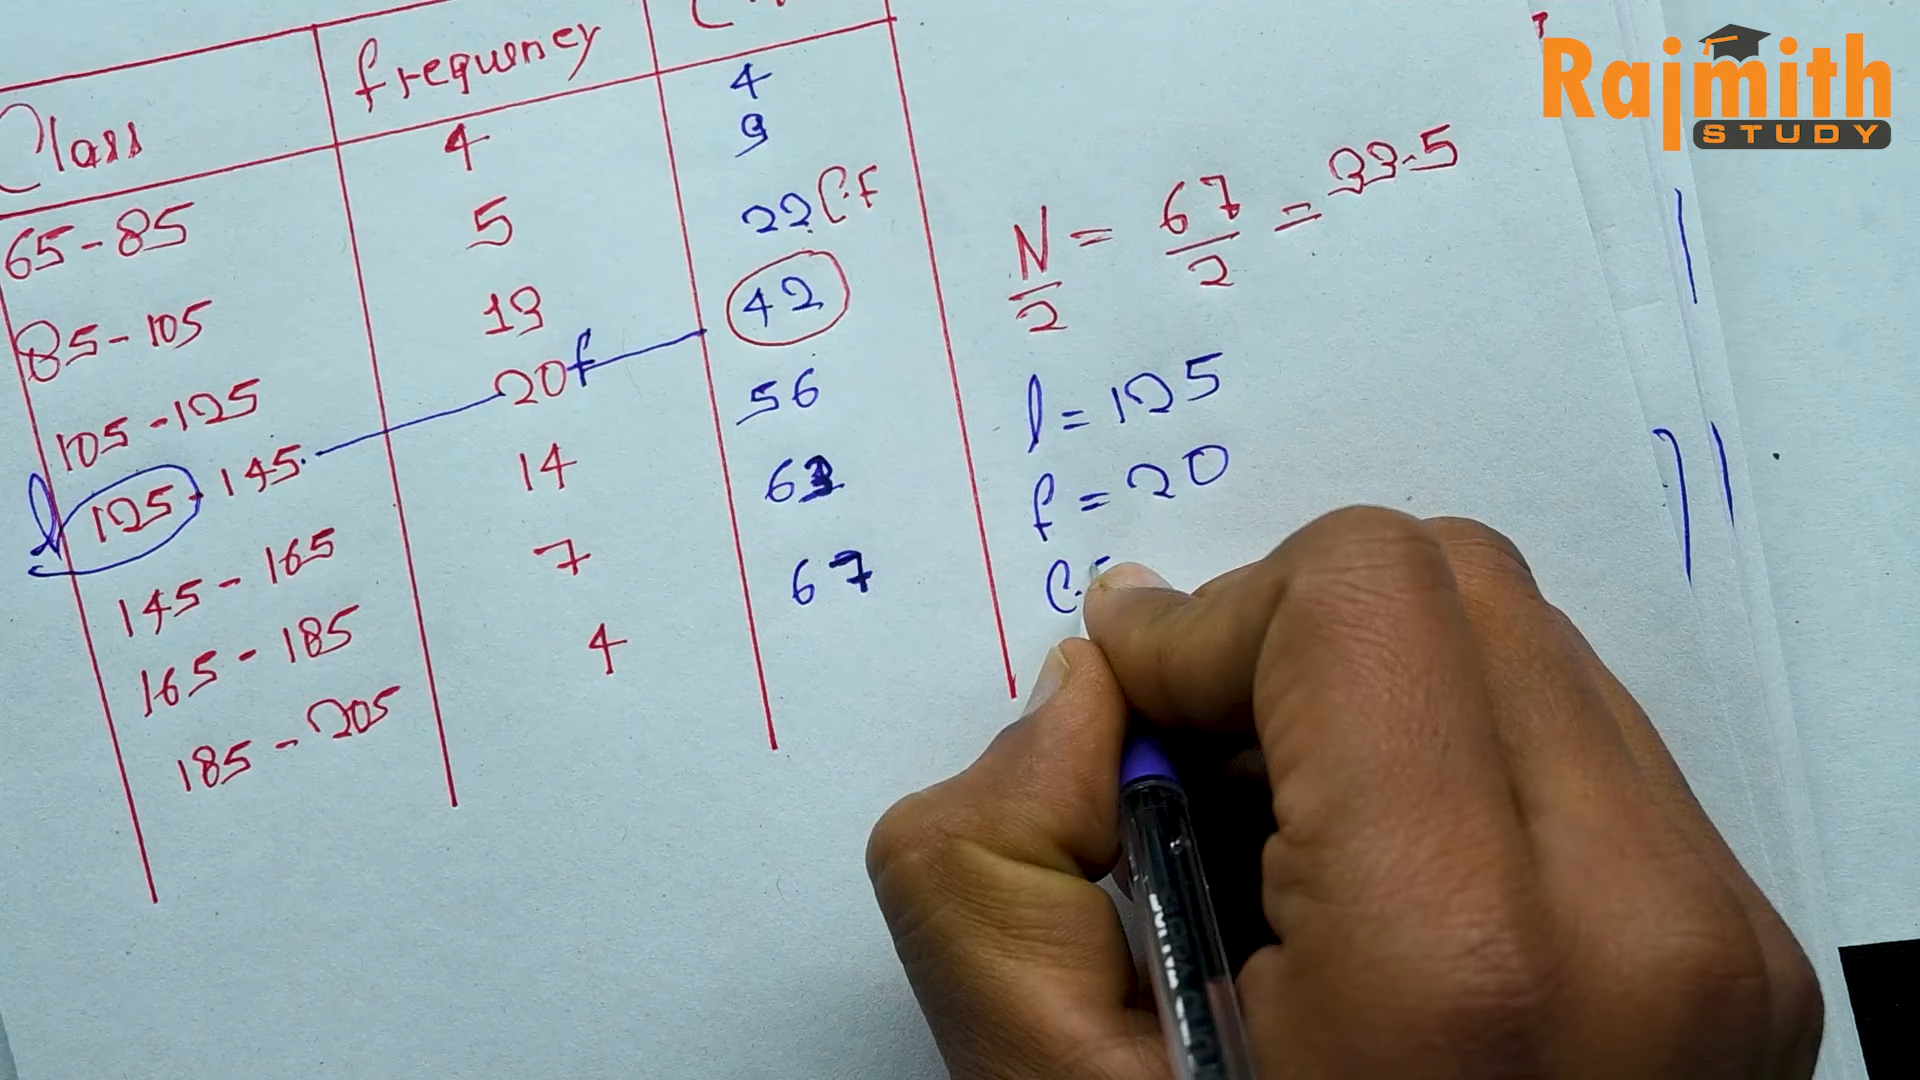 Class frequency
65-85 4 4
85-105 5 9
105-125 13 22 C.F
l 125-145 20 f 42
145-165 14 56
165-185 7 63
185-205 4 67
N/2 = 67/2 = 33.5
l = 125
f = 20
C.
Rajmith
STUDY